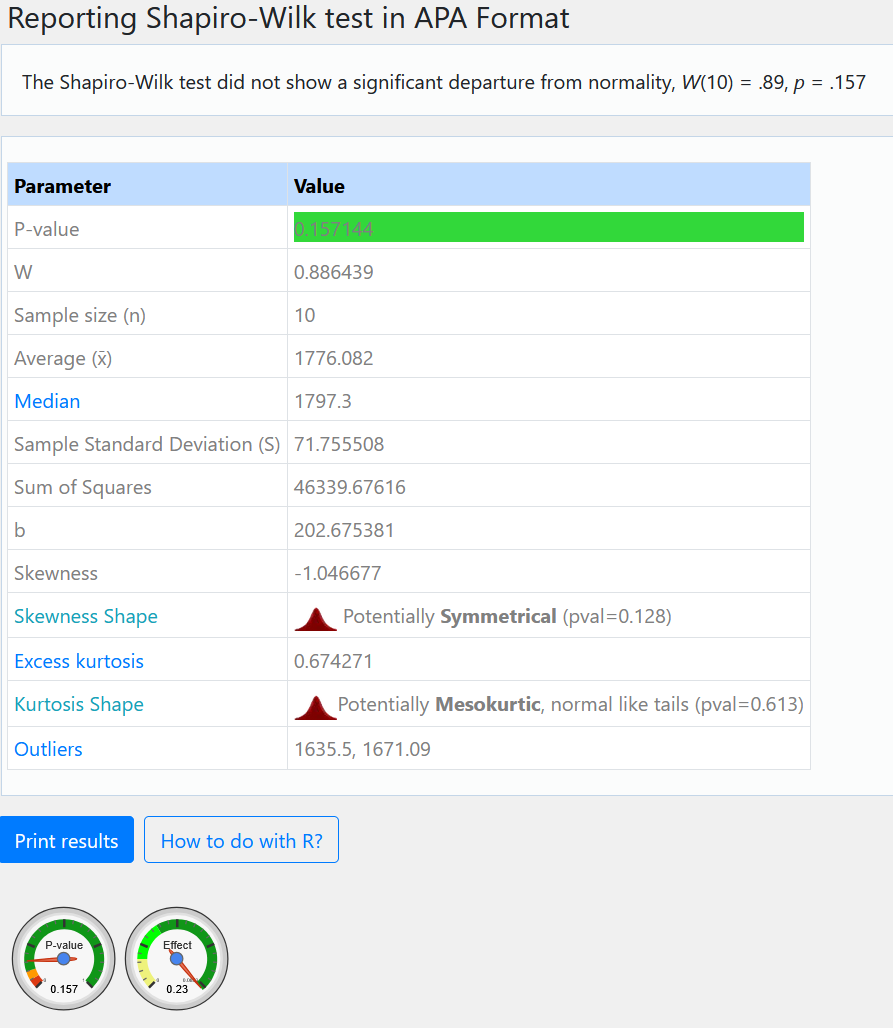 Reporting Shapiro-Wilk test in APA Format
The Shapiro-Wilk test did not show a significant departure from normality, W(10) = .89, p = .157
Parameter Value
P-value 0.157144
W 0.886439
Sample size (n) 10
Average (x̄) 1776.082
Median 1797.3
Sample Standard Deviation (S) 71.755508
Sum of Squares 46339.67616
b 202.675381
Skewness -1.046677
Skewness Shape Potentially Symmetrical (pval=0.128)
Excess kurtosis 0.674271
Kurtosis Shape Potentially Mesokurtic, normal like tails (pval=0.613)
Outliers 1635.5, 1671.09
Print results How to do with R?
P-value Effect
0.157 0.23